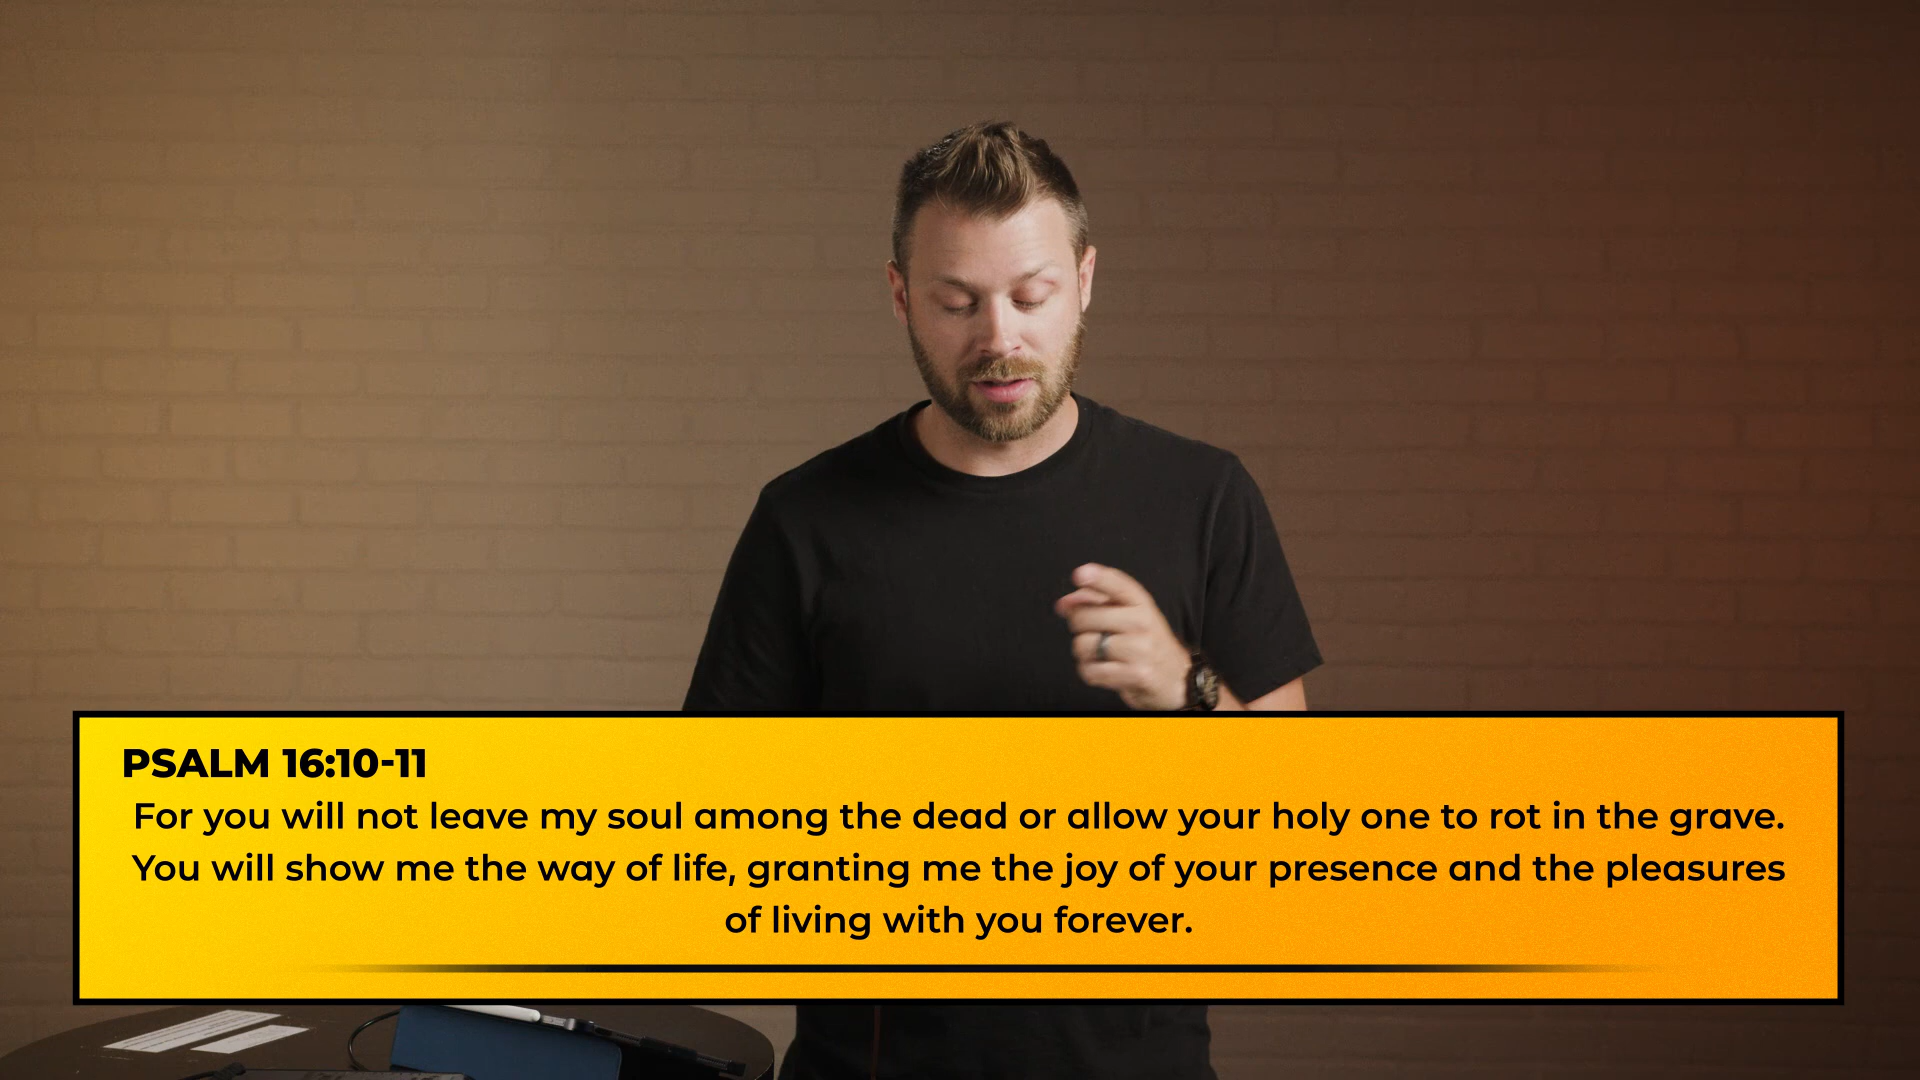 PSALM 16:10-11
For you will not leave my soul among the dead or allow your holy one to rot in the grave.
You will show me the way of life, granting me the joy of your presence and the pleasures
of living with you forever.